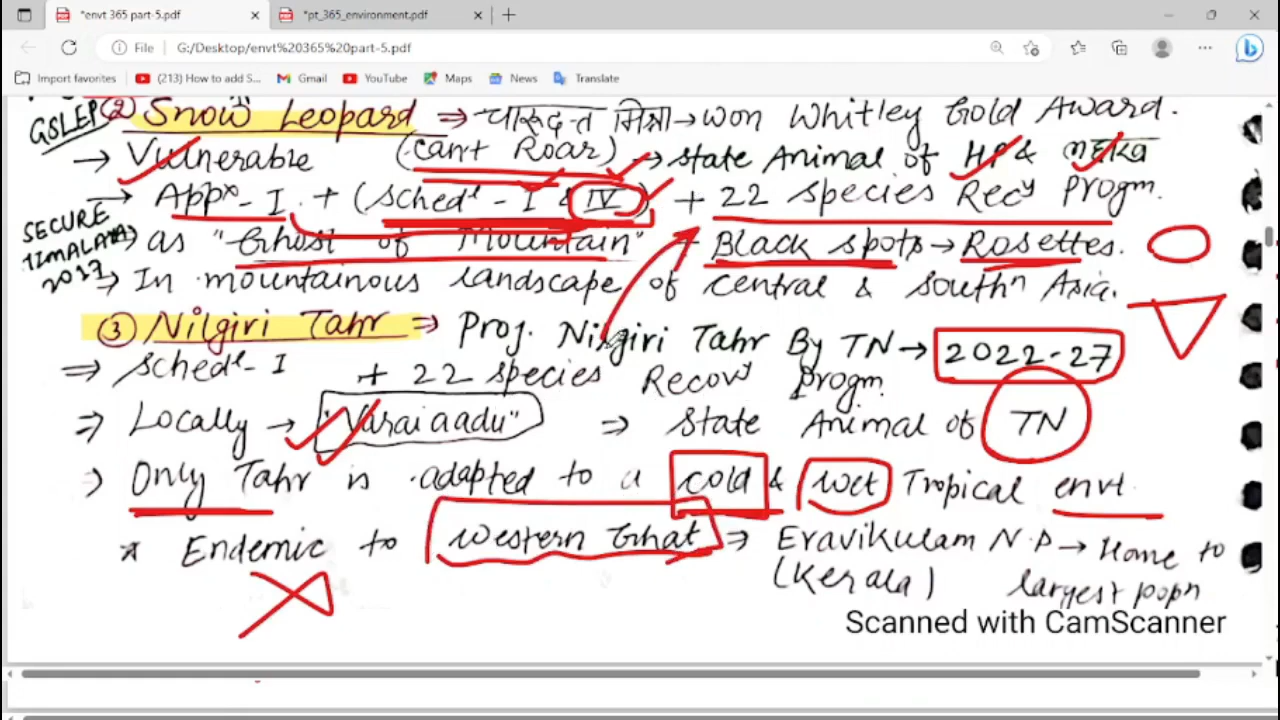 *envt 365 part-5.pdf
*pt_365_environment.pdf
File
G:/Desktop/envt%20365%20part-5.pdf
Import favorites
(213) How to add S...
Gmail
YouTube
Maps
News
Translate
GSLEP
② Snow Leopard ⇒ चारुदत्त मिश्रा → won Whitley Gold Award.
→ Vulnerable (can't Roar) → State Animal of HP &
→ Appx - I + (Schedl - I & IV) + 22 species Recy Progm.
SECURE HIMALAYA 2017
as "Ghost of Mountain" + Black spots → Rosettes.
→ In mountainous landscape of central & southn Asia.
③ Nilgiri Tahr ⇒ Proj. Nilgiri Tahr By TN → 2022-27
⇒ Schedl - I + 22 species Recovy Progm.
⇒ Locally → "Varaiaadu" ⇒ State Animal of TN
⇒ Only Tahr is adapted to a cold & wet Tropical envt.
* Endemic to Western Ghat ⇒ Eravikulam N.P → Home to
(Kerala) largest popn
Scanned with CamScanner